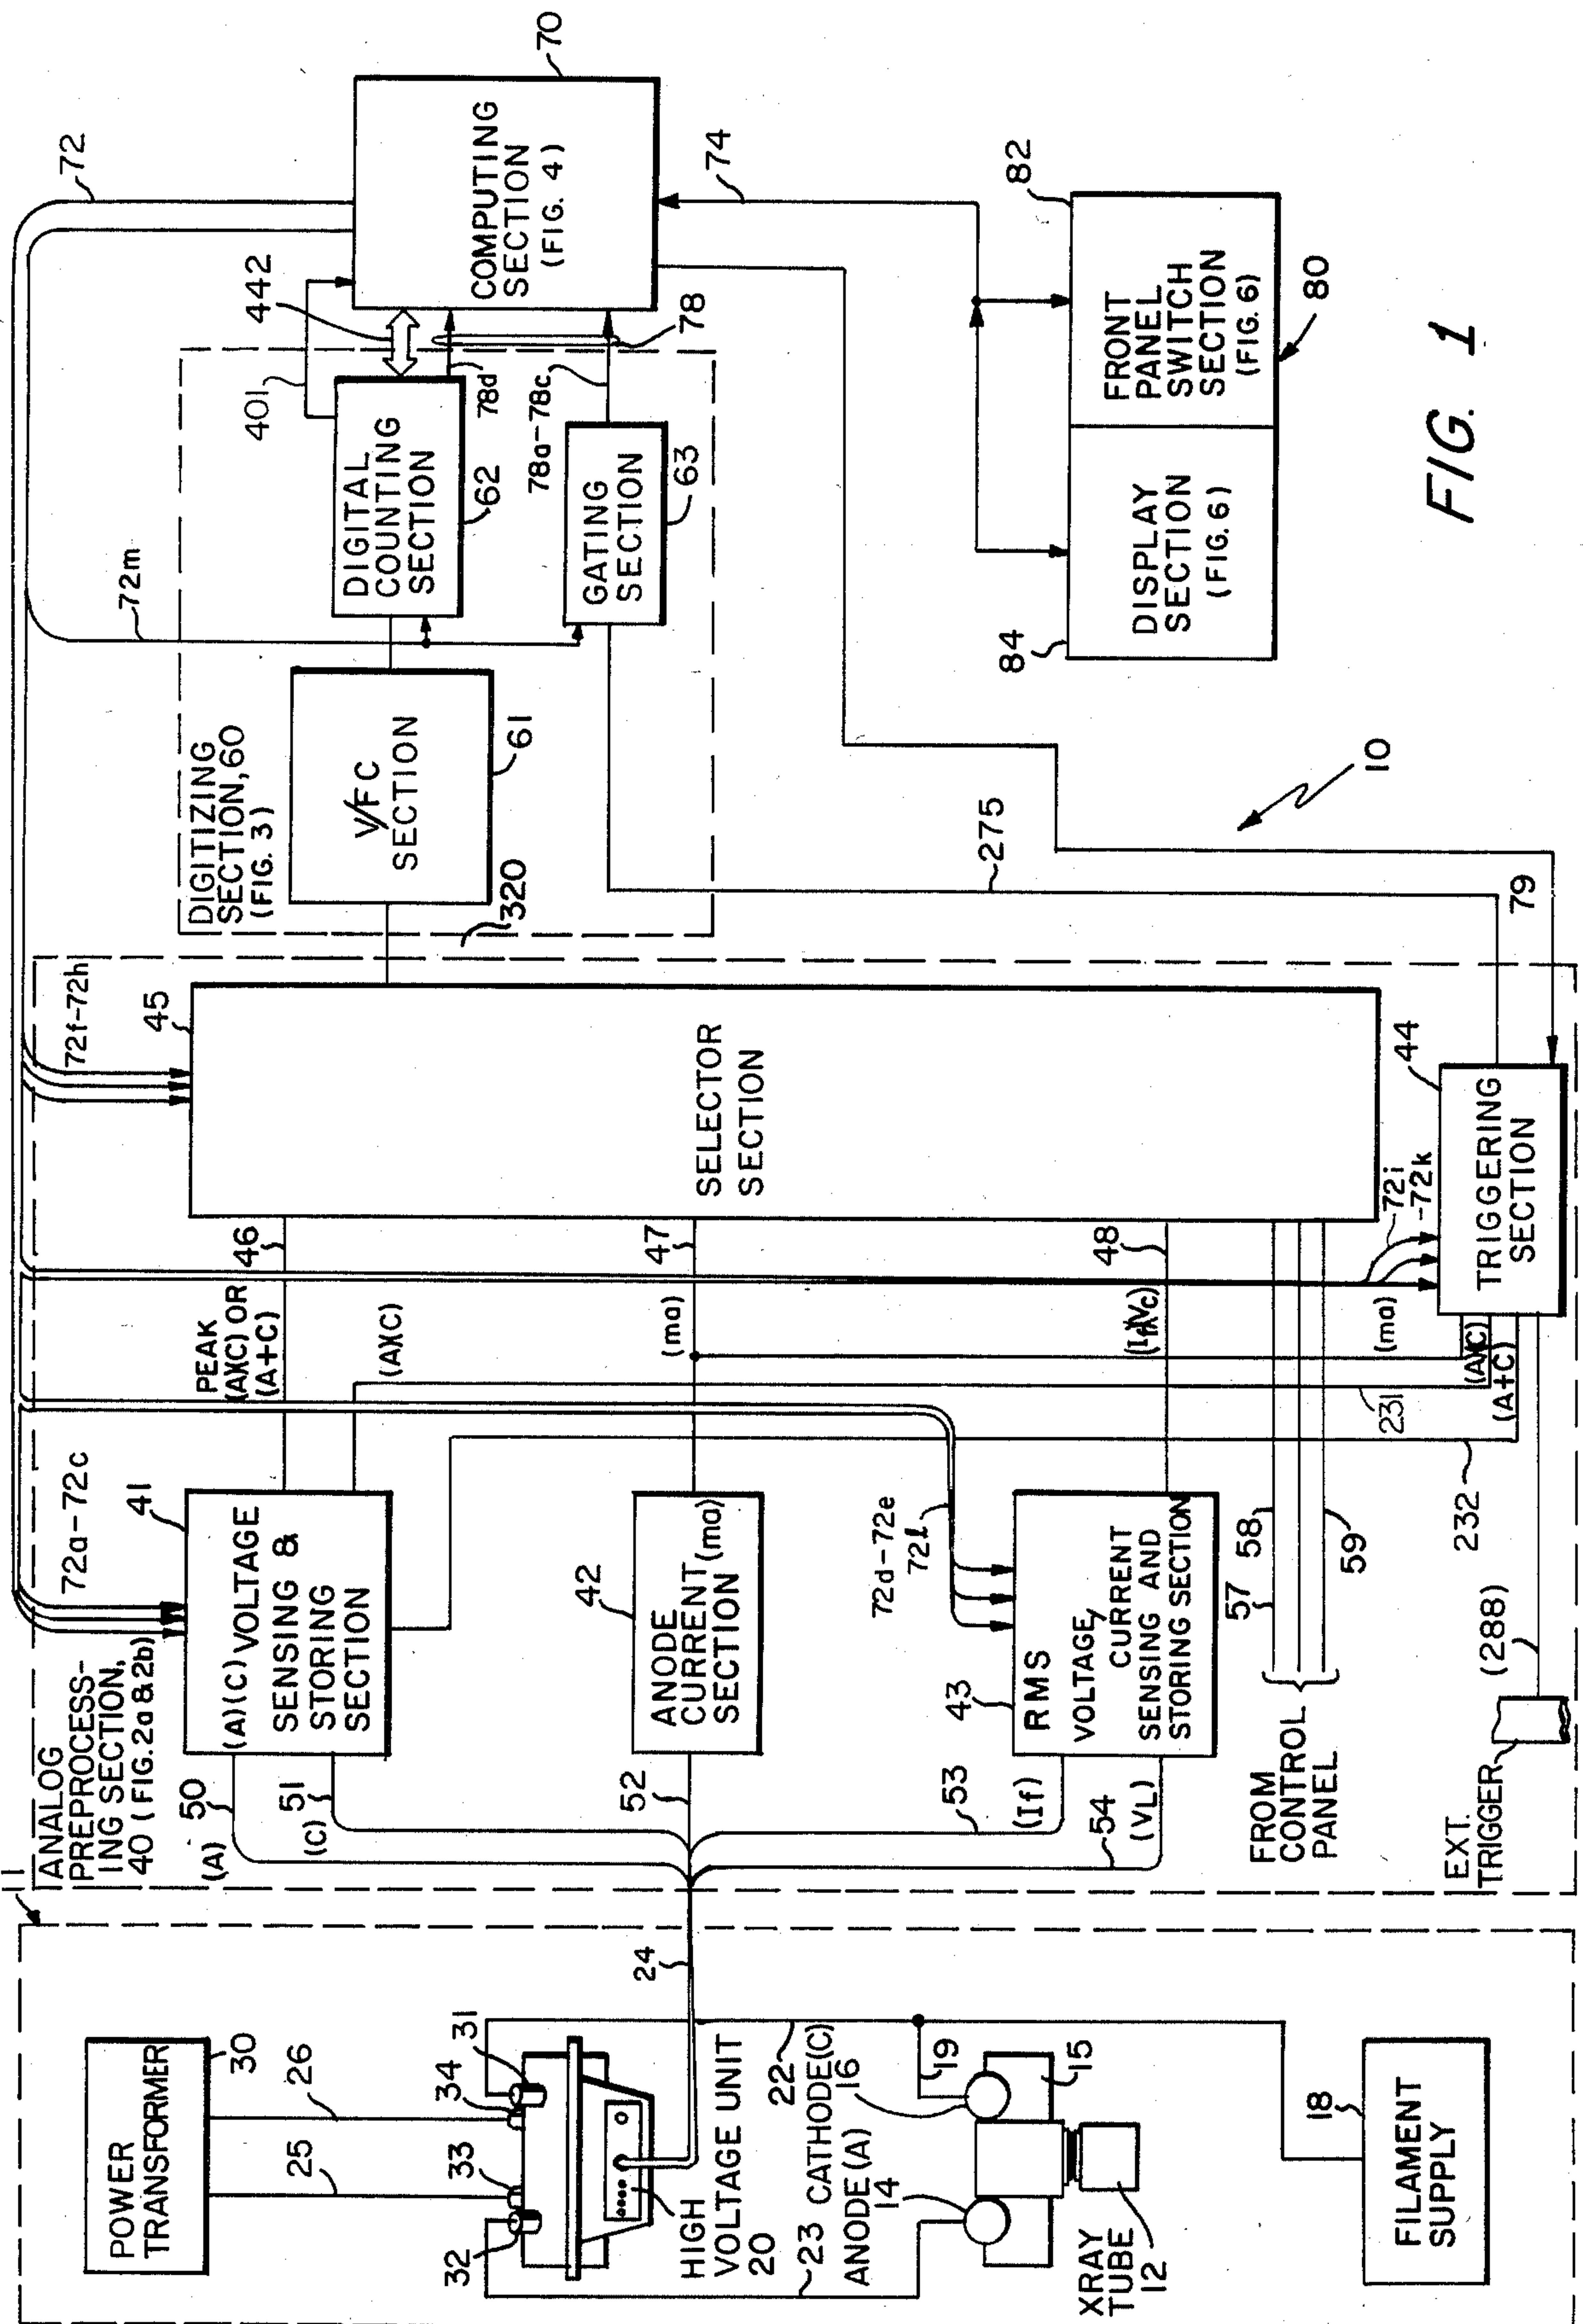 11
POWER
TRANSFORMER
30
25
26
32
33
34
31
HIGH
VOLTAGE UNIT
20
24
22
23
CATHODE(C)
16
19
ANODE(A)
14
15
XRAY
TUBE
12
18
FILAMENT
SUPPLY
ANALOG
PREPROCESS-
ING SECTION,
40 (FIG.2a & 2b)
72a-72c
(A)
50
51
(C)
41
(A)(C) VOLTAGE
SENSING &
STORING
SECTION
52
42
ANODE
CURRENT(ma)
SECTION
53
(If)
54
(VL)
72d-72e
72l
43
RMS
VOLTAGE,
CURRENT
SENSING AND
STORING SECTION
FROM
CONTROL
PANEL
57
58
59
EXT.
TRIGGER
(288)
232
231
PEAK
(A)(C) OR
(A+C)
46
(A)(C)
(ma)
47
48
(ma)
(A)(C)
(A+C)
72i
-72k
44
TRIGGERING
SECTION
72f-72h
45
SELECTOR
SECTION
DIGITIZING
SECTION,60
(FIG. 3)
320
V/FC
SECTION
61
72m
DIGITAL
COUNTING
SECTION
62
401
442
78d
78a-78c
78
GATING
SECTION
63
72
COMPUTING
SECTION
(FIG. 4)
70
74
275
79
10
84
DISPLAY
SECTION
(FIG. 6)
82
FRONT
PANEL
SWITCH
SECTION
(FIG. 6)
80
FIG. 1